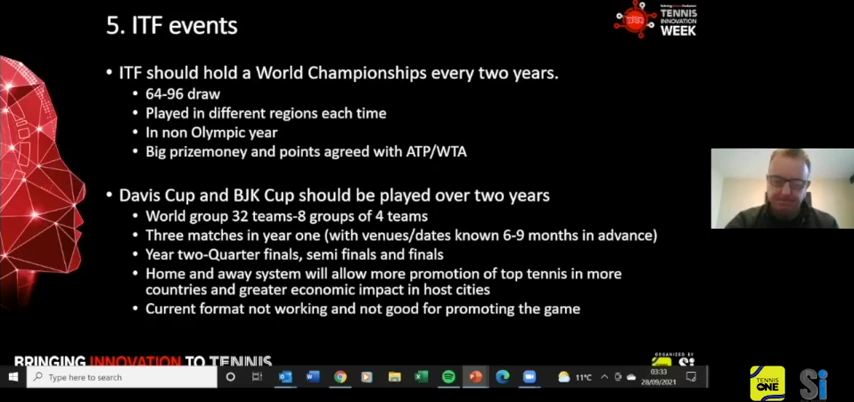 5. ITF events
TENNIS
INNOVATION
WEEK
• ITF should hold a World Championships every two years.
• 64-96 draw
• Played in different regions each time
• In non Olympic year
• Big prizemoney and points agreed with ATP/WTA
• Davis Cup and BJK Cup should be played over two years
• World group 32 teams-8 groups of 4 teams
• Three matches in year one (with venues/dates known 6-9 months in advance)
• Year two-Quarter finals, semi finals and finals
• Home and away system will allow more promotion of top tennis in more
countries and greater economic impact in host cities
• Current format not working and not good for promoting the game
BRINGING INNOVATION TO TENNIS
ORGANIZED BY
Si
Type here to search
11°C
03:33
28/09/2021
TENNIS
ONE
Si